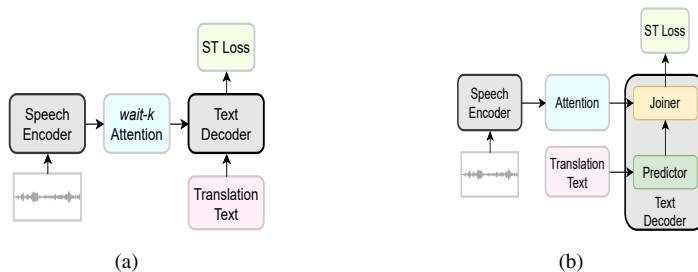 ST Loss
Speech
Encoder
wait-k
Attention
Text
Decoder
Translation
Text
(a)
ST Loss
Speech
Encoder
Attention
Joiner
Translation
Text
Predictor
Text
Decoder
(b)